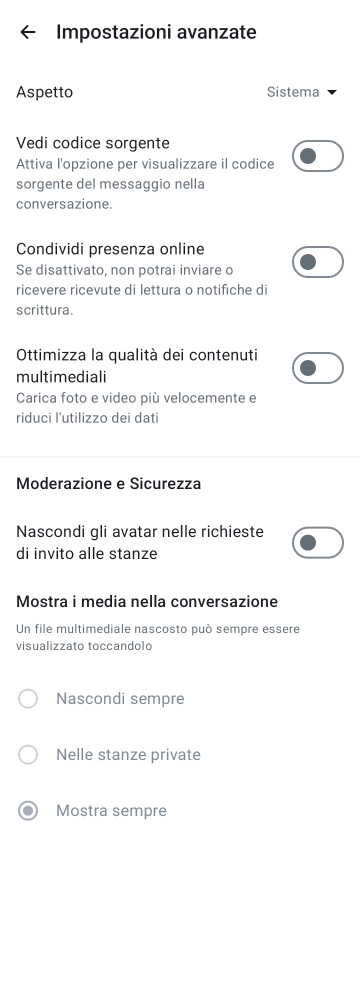 Impostazioni avanzate
Aspetto
Sistema
Vedi codice sorgente
Attiva l'opzione per visualizzare il codice
sorgente del messaggio nella
conversazione.
Condividi presenza online
Se disattivato, non potrai inviare o
ricevere ricevute di lettura o notifiche di
scrittura.
Ottimizza la qualità dei contenuti
multimediali
Carica foto e video più velocemente e
riduci l'utilizzo dei dati
Moderazione e Sicurezza
Nascondi gli avatar nelle richieste
di invito alle stanze
Mostra i media nella conversazione
Un file multimediale nascosto può sempre essere
visualizzato toccandolo
Nascondi sempre
Nelle stanze private
Mostra sempre